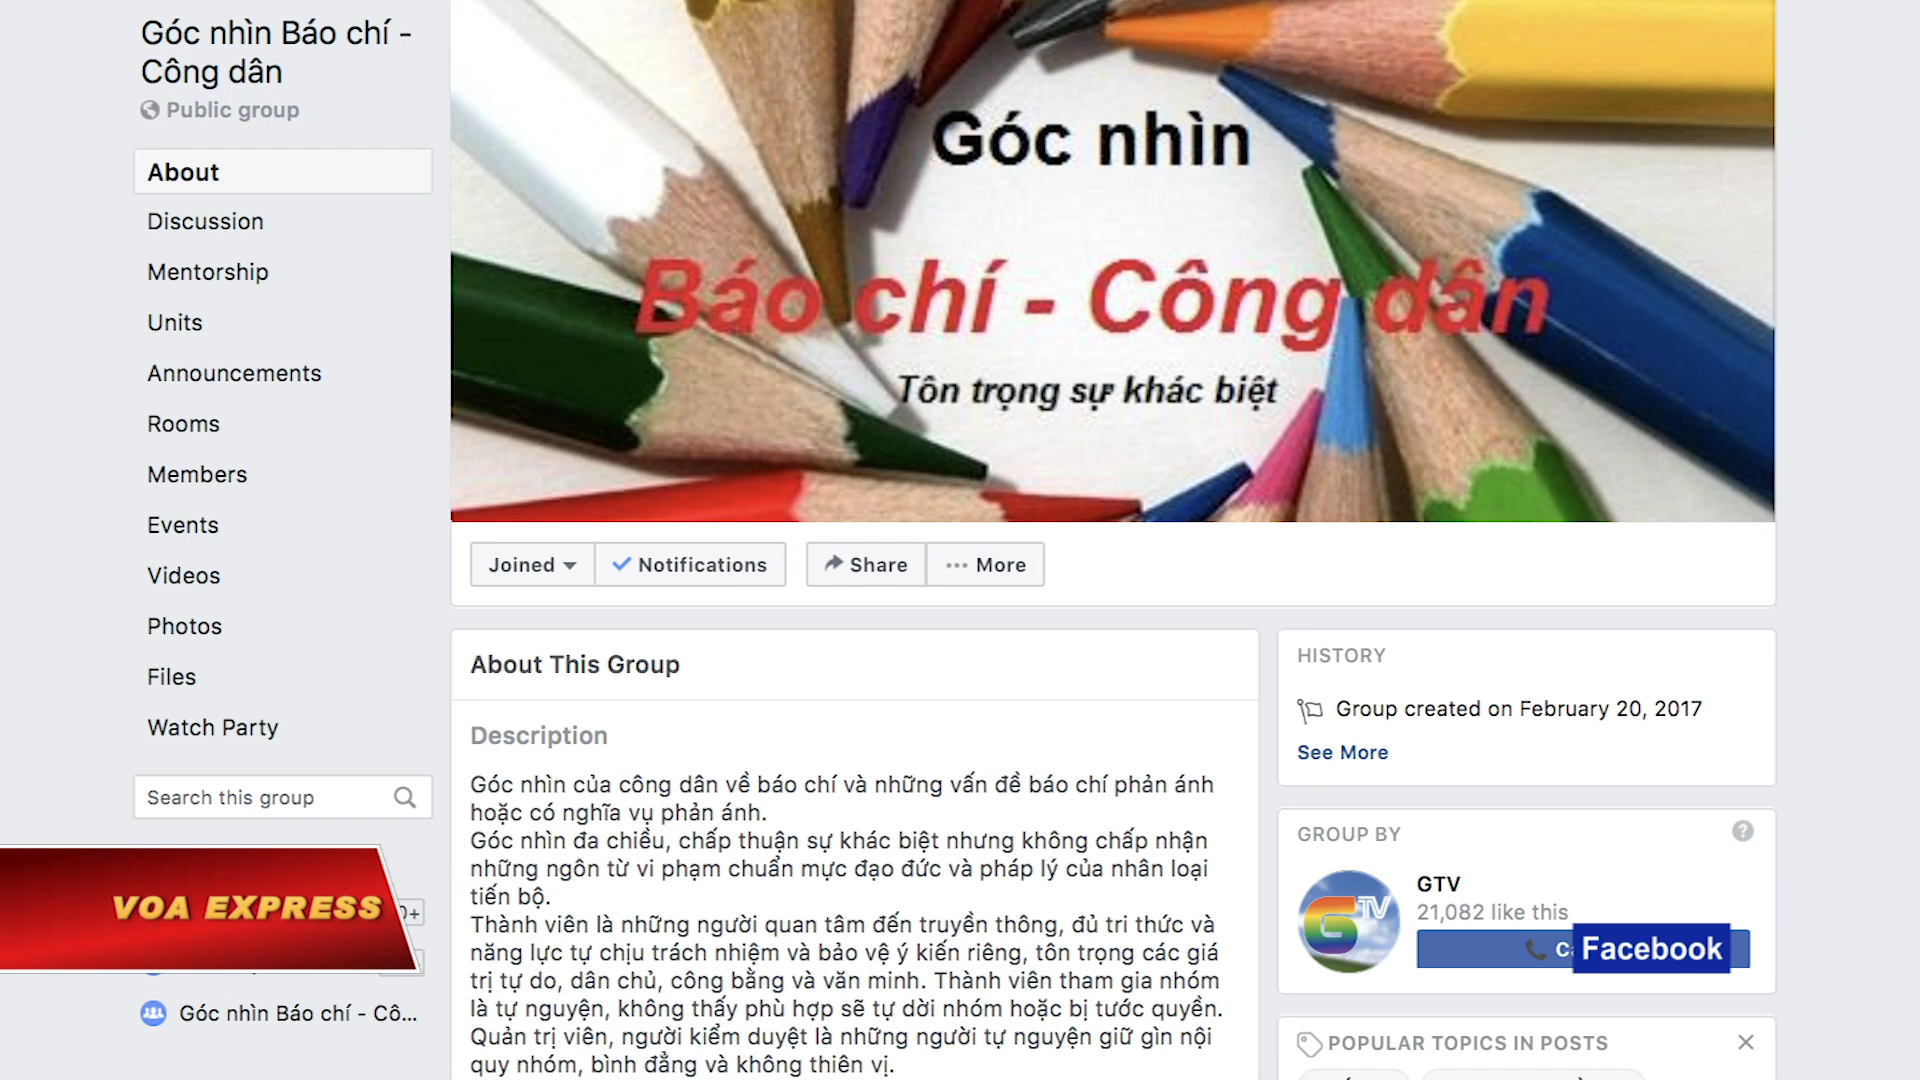 Góc nhìn Báo chí -
Công dân
Public group
About
Discussion
Mentorship
Units
Announcements
Rooms
Members
Events
Videos
Photos
Files
Watch Party
Search this group
VOA EXPRESS
Góc nhìn Báo chí - Cô...
Góc nhìn
Báo chí - Công dân
Tôn trọng sự khác biệt
Joined
Notifications
Share
More
About This Group
Description
Góc nhìn của công dân về báo chí và những vấn đề báo chí phản ánh
hoặc có nghĩa vụ phản ánh.
Góc nhìn đa chiều, chấp thuận sự khác biệt nhưng không chấp nhận
những ngôn từ vi phạm chuẩn mực đạo đức và pháp lý của nhân loại
tiến bộ.
Thành viên là những người quan tâm đến truyền thông, đủ tri thức và
năng lực tự chịu trách nhiệm và bảo vệ ý kiến riêng, tôn trọng các giá
trị tự do, dân chủ, công bằng và văn minh. Thành viên tham gia nhóm
là tự nguyện, không thấy phù hợp sẽ tự dời nhóm hoặc bị tước quyền.
Quản trị viên, người kiểm duyệt là những người tự nguyện giữ gìn nội
quy nhóm, bình đẳng và không thiên vị.
HISTORY
Group created on February 20, 2017
See More
GROUP BY
GTV
GTV
21,082 like this
Facebook
POPULAR TOPICS IN POSTS